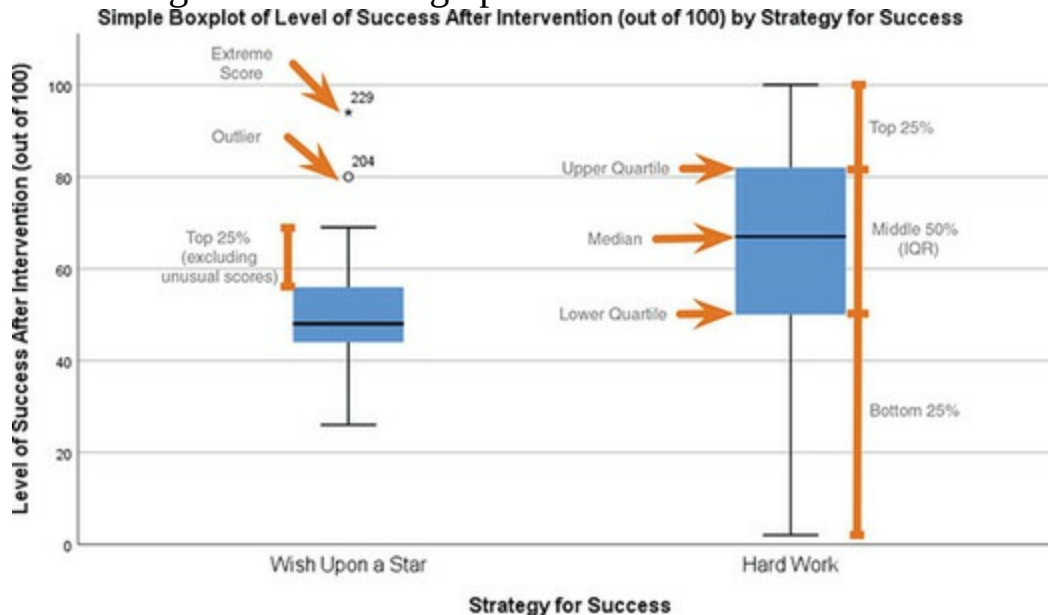 Simple Boxplot of Level of Success After Intervention (out of 100) by Strategy for Success
Level of Success After Intervention (out of 100)
100
80
60
40
20
0
Extreme
Score
229
Outlier
204
Top 25%
(excluding
unusual scores)
Upper Quartile
Median
Lower Quartile
Top 25%
Middle 50%
(IQR)
Bottom 25%
Wish Upon a Star
Hard Work
Strategy for Success